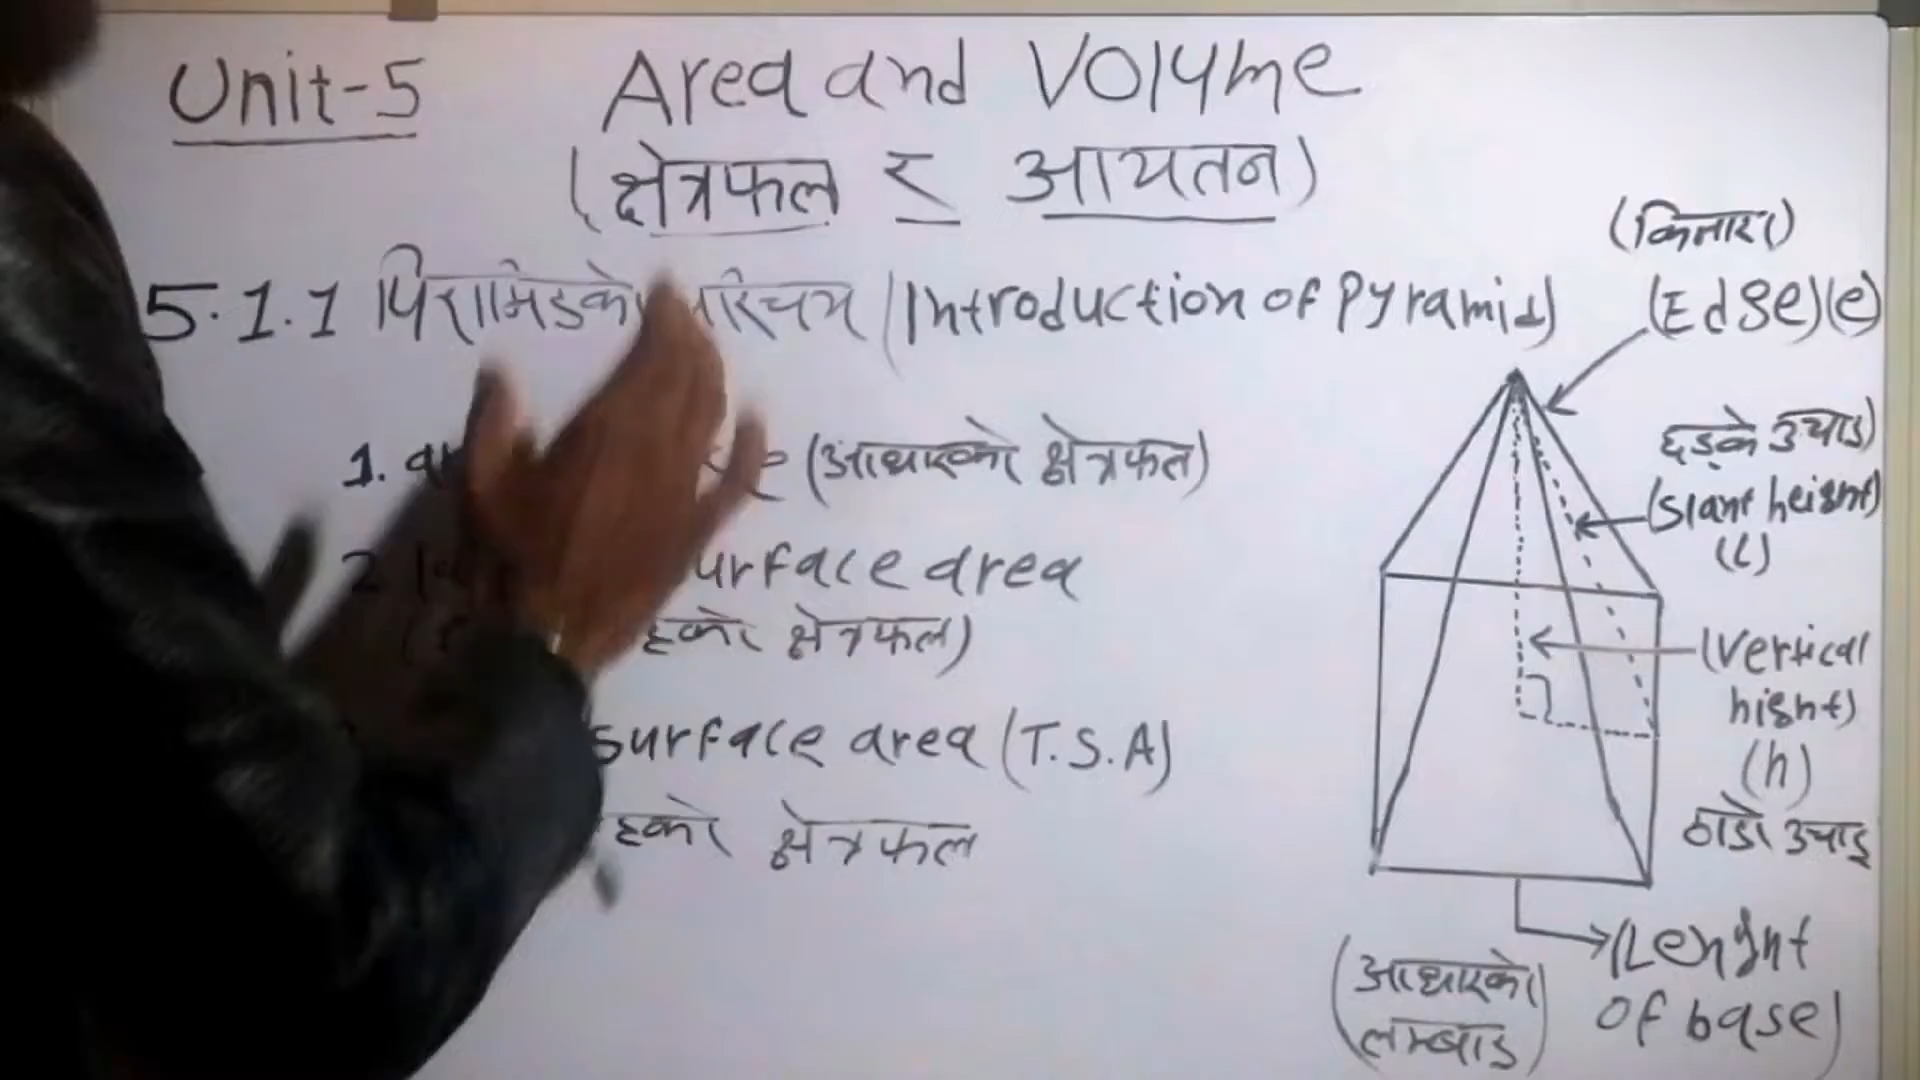 Unit-5 Area and Volume
(क्षेत्रफल र आयतन)
(किनारा)
5.1.1 पिरामिडको परिचय (Introduction of Pyramid)
(Edge)(e)
1. (आधारको क्षेत्रफल)
छड्के उचाइ
(slant height)
(l)
2 surface area
क्षेत्रफल)
(Vertical
hight)
(h)
ठाडो उचाइ
surface area (T.S.A)
क्षेत्रफल
(Lenght
of base)
(आधारको
लम्बाइ)